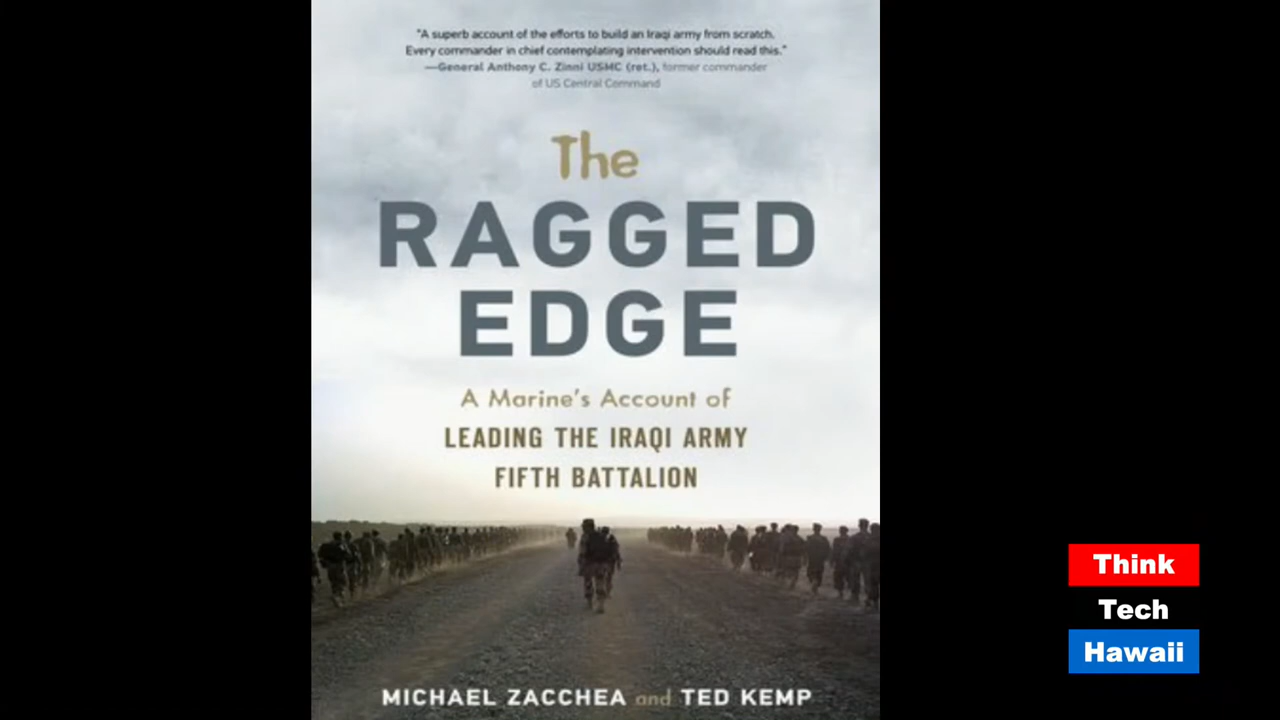 "A superb account of the efforts to build an Iraqi army from scratch.
Every commander in chief contemplating intervention should read this."
—General Anthony C. Zinni USMC (ret.), former commander
of US Central Command
The
RAGGED
EDGE
A Marine's Account of
LEADING THE IRAQI ARMY
FIFTH BATTALION
MICHAEL ZACCHEA and TED KEMP
Think
Tech
Hawaii